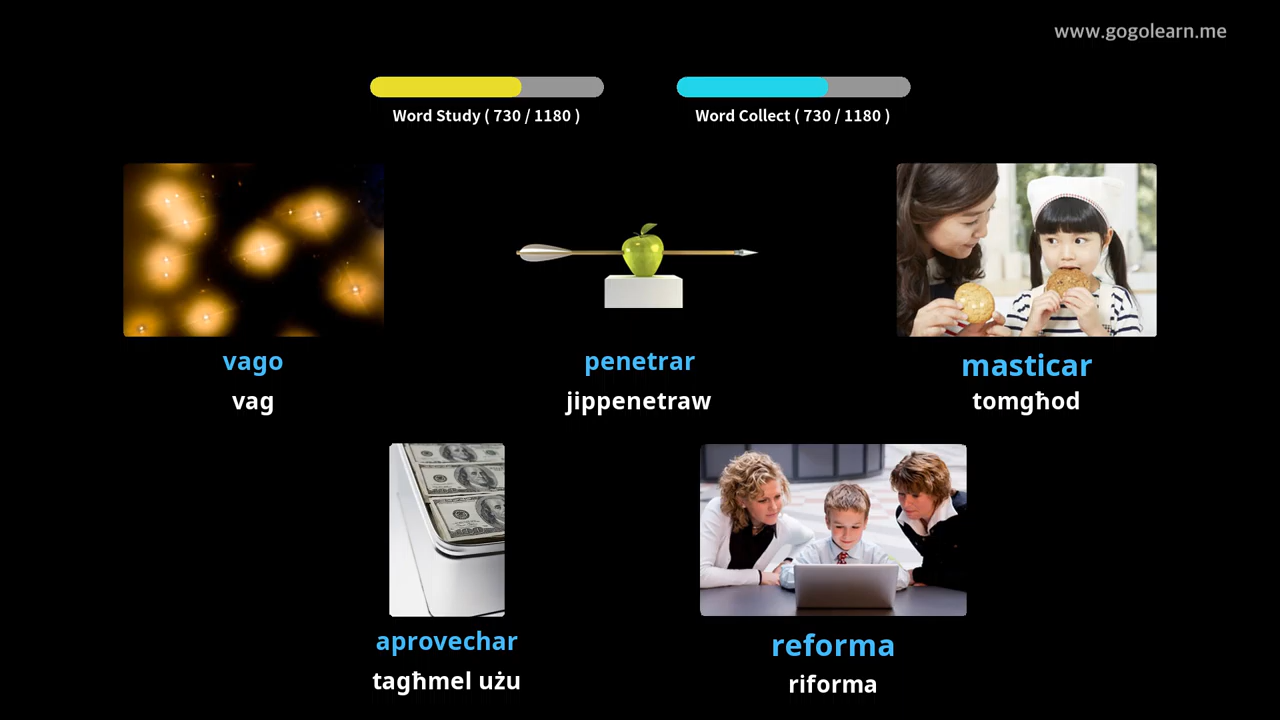 www.gogolearn.me
Word Study ( 730 / 1180 )
Word Collect ( 730 / 1180 )
vago
vag
penetrar
jippenetraw
masticar
tomgħod
aprovechar
tagħmel użu
reforma
riforma